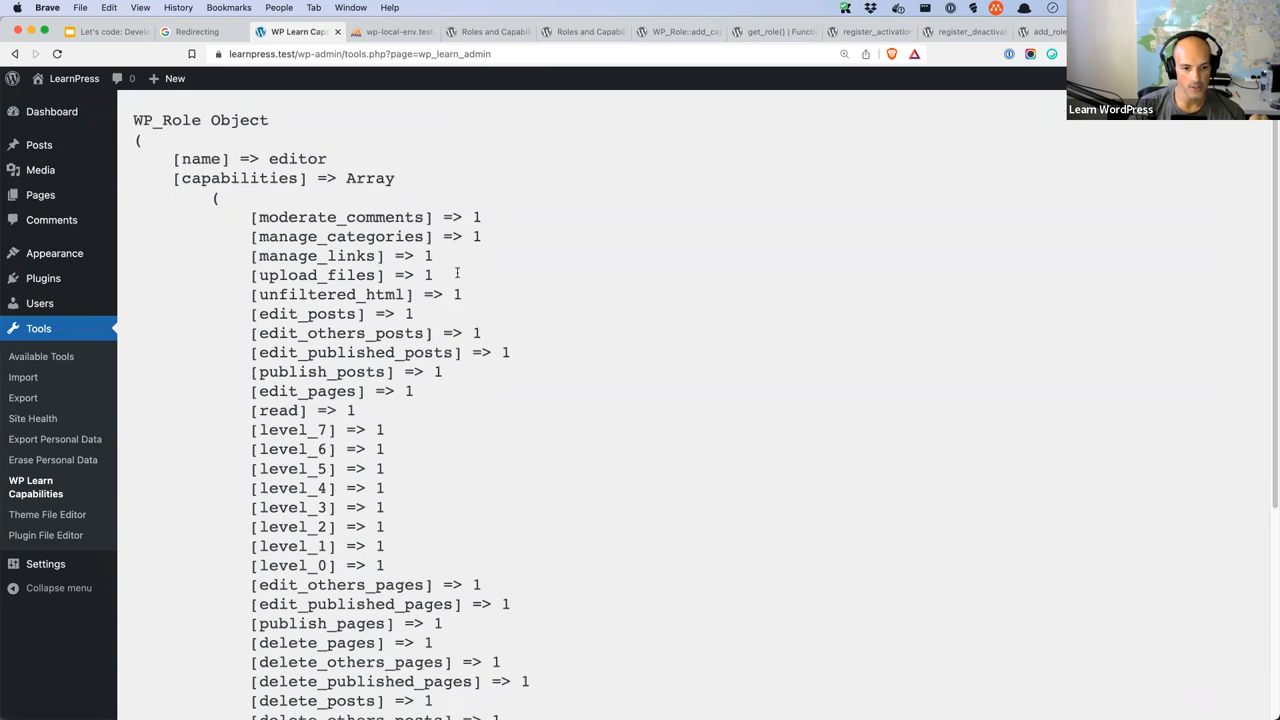 Brave File Edit View History Bookmarks People Tab Window Help
Let's code: Develo
Redirecting
WP Learn Cap
wp-local-env.test
Roles and Capabili
Roles and Capabili
WP_Role::add_ca
get_role() | Functi
register_activation
register_deactivat
add_role
learnpress.test/wp-admin/tools.php?page=wp_learn_admin
LearnPress 0 New
Learn WordPress
Dashboard
Posts
Media
Pages
Comments
Appearance
Plugins
Users
Tools
Available Tools
Import
Export
Site Health
Export Personal Data
Erase Personal Data
WP Learn
Capabilities
Theme File Editor
Plugin File Editor
Settings
Collapse menu
WP_Role Object
(
[name] => editor
[capabilities] => Array
(
[moderate_comments] => 1
[manage_categories] => 1
[manage_links] => 1
[upload_files] => 1
[unfiltered_html] => 1
[edit_posts] => 1
[edit_others_posts] => 1
[edit_published_posts] => 1
[publish_posts] => 1
[edit_pages] => 1
[read] => 1
[level_7] => 1
[level_6] => 1
[level_5] => 1
[level_4] => 1
[level_3] => 1
[level_2] => 1
[level_1] => 1
[level_0] => 1
[edit_others_pages] => 1
[edit_published_pages] => 1
[publish_pages] => 1
[delete_pages] => 1
[delete_others_pages] => 1
[delete_published_pages] => 1
[delete_posts] => 1
[delete_others_posts] => 1